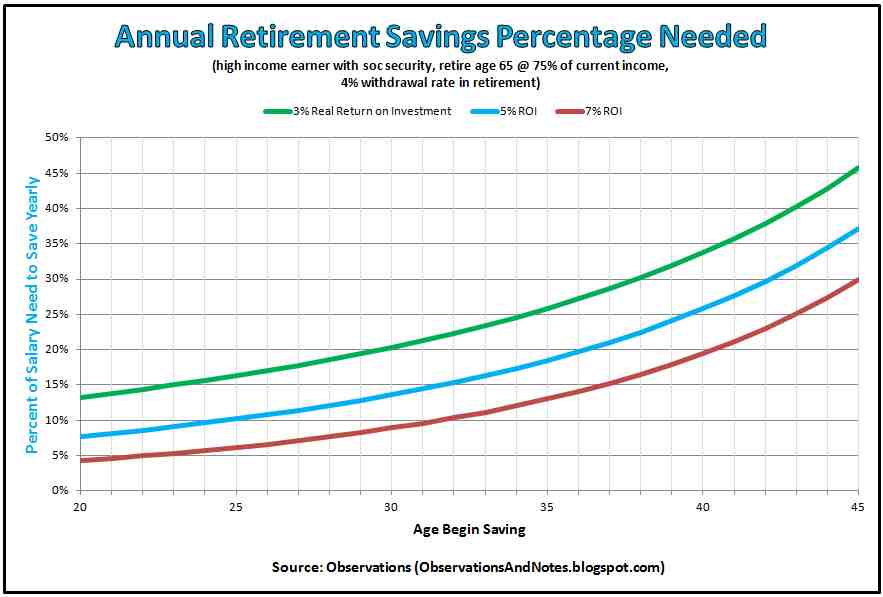 Annual Retirement Savings Percentage Needed
(high income earner with soc security, retire age 65 @ 75% of current income,
4% withdrawal rate in retirement)
3% Real Return on Investment 5% ROI 7% ROI
Percent of Salary Need to Save Yearly
50%
45%
40%
35%
30%
25%
20%
15%
10%
5%
0%
20 25 30 35 40 45
Age Begin Saving
Source: Observations (ObservationsAndNotes.blogspot.com)